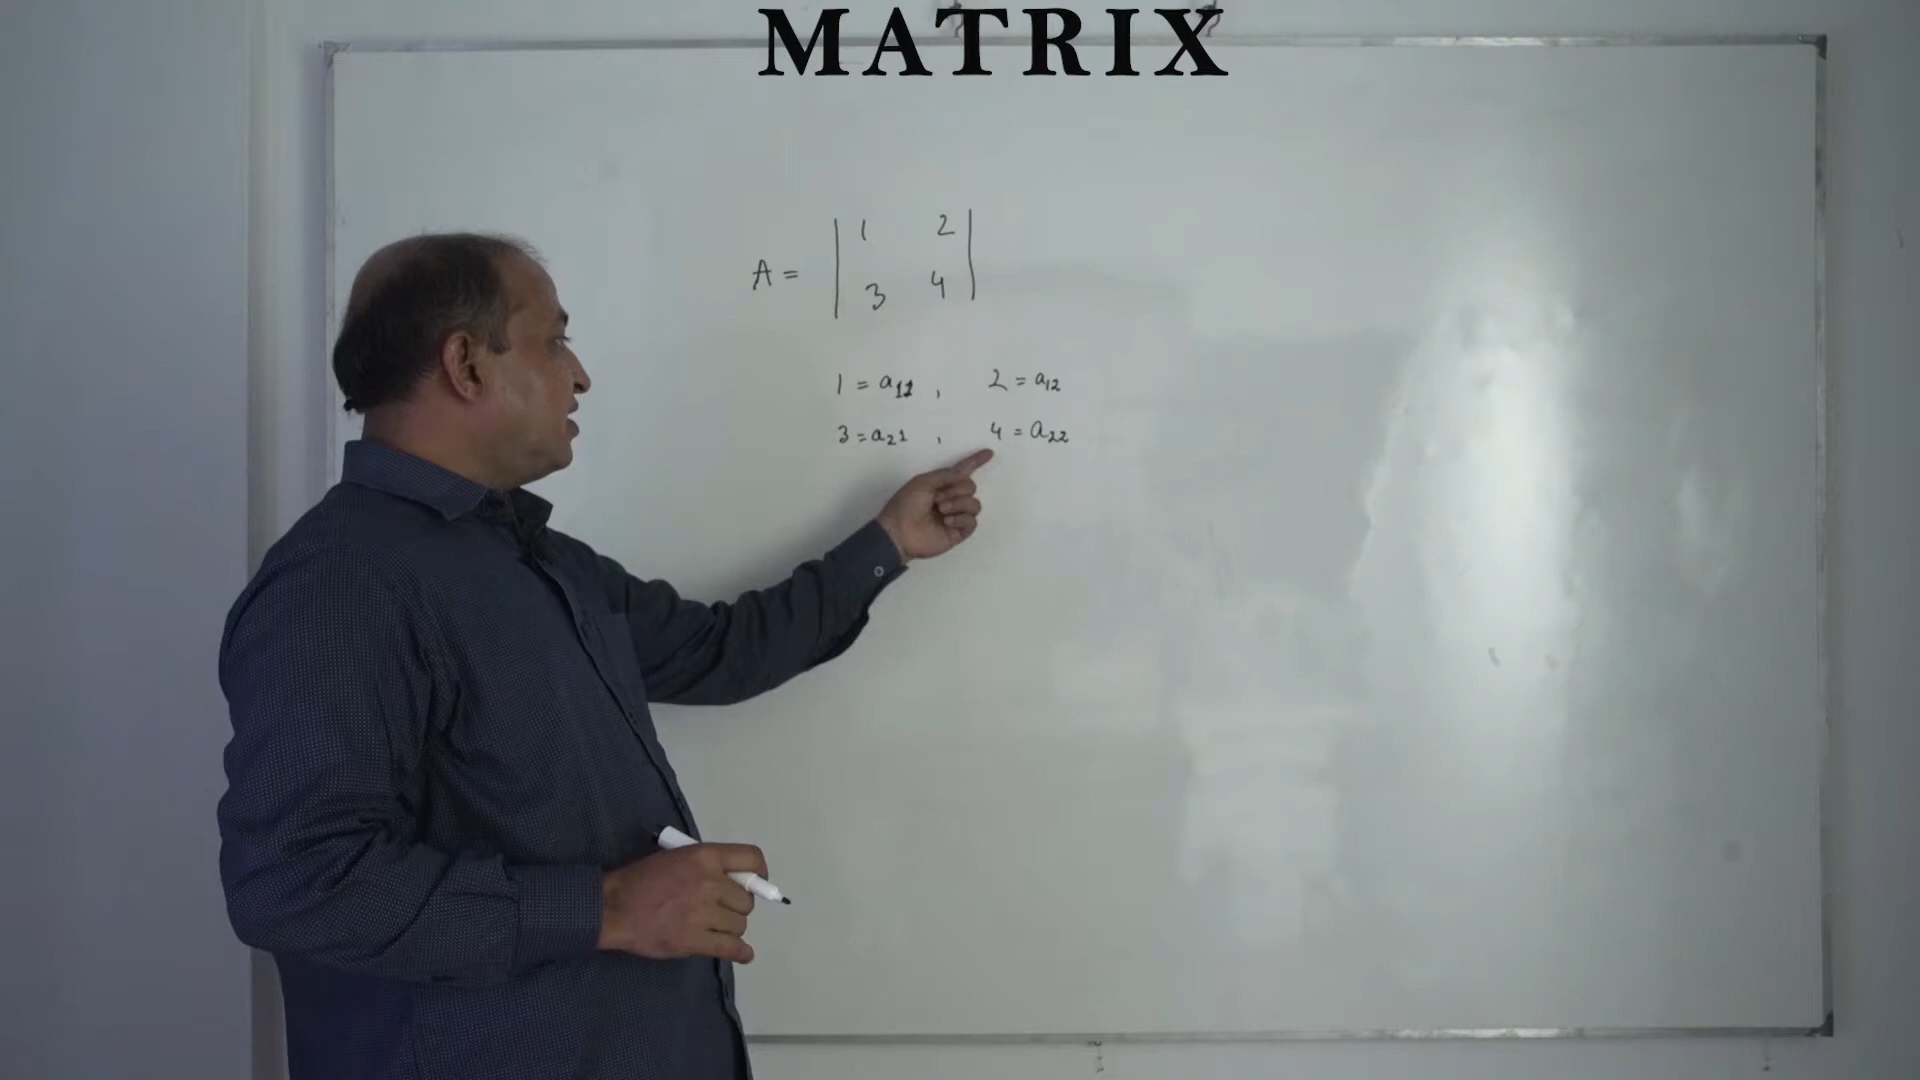 MATRIX
A = | 1 2 |
| 3 4 |
1 = a11 , 2 = a12
3 = a21 , 4 = a22